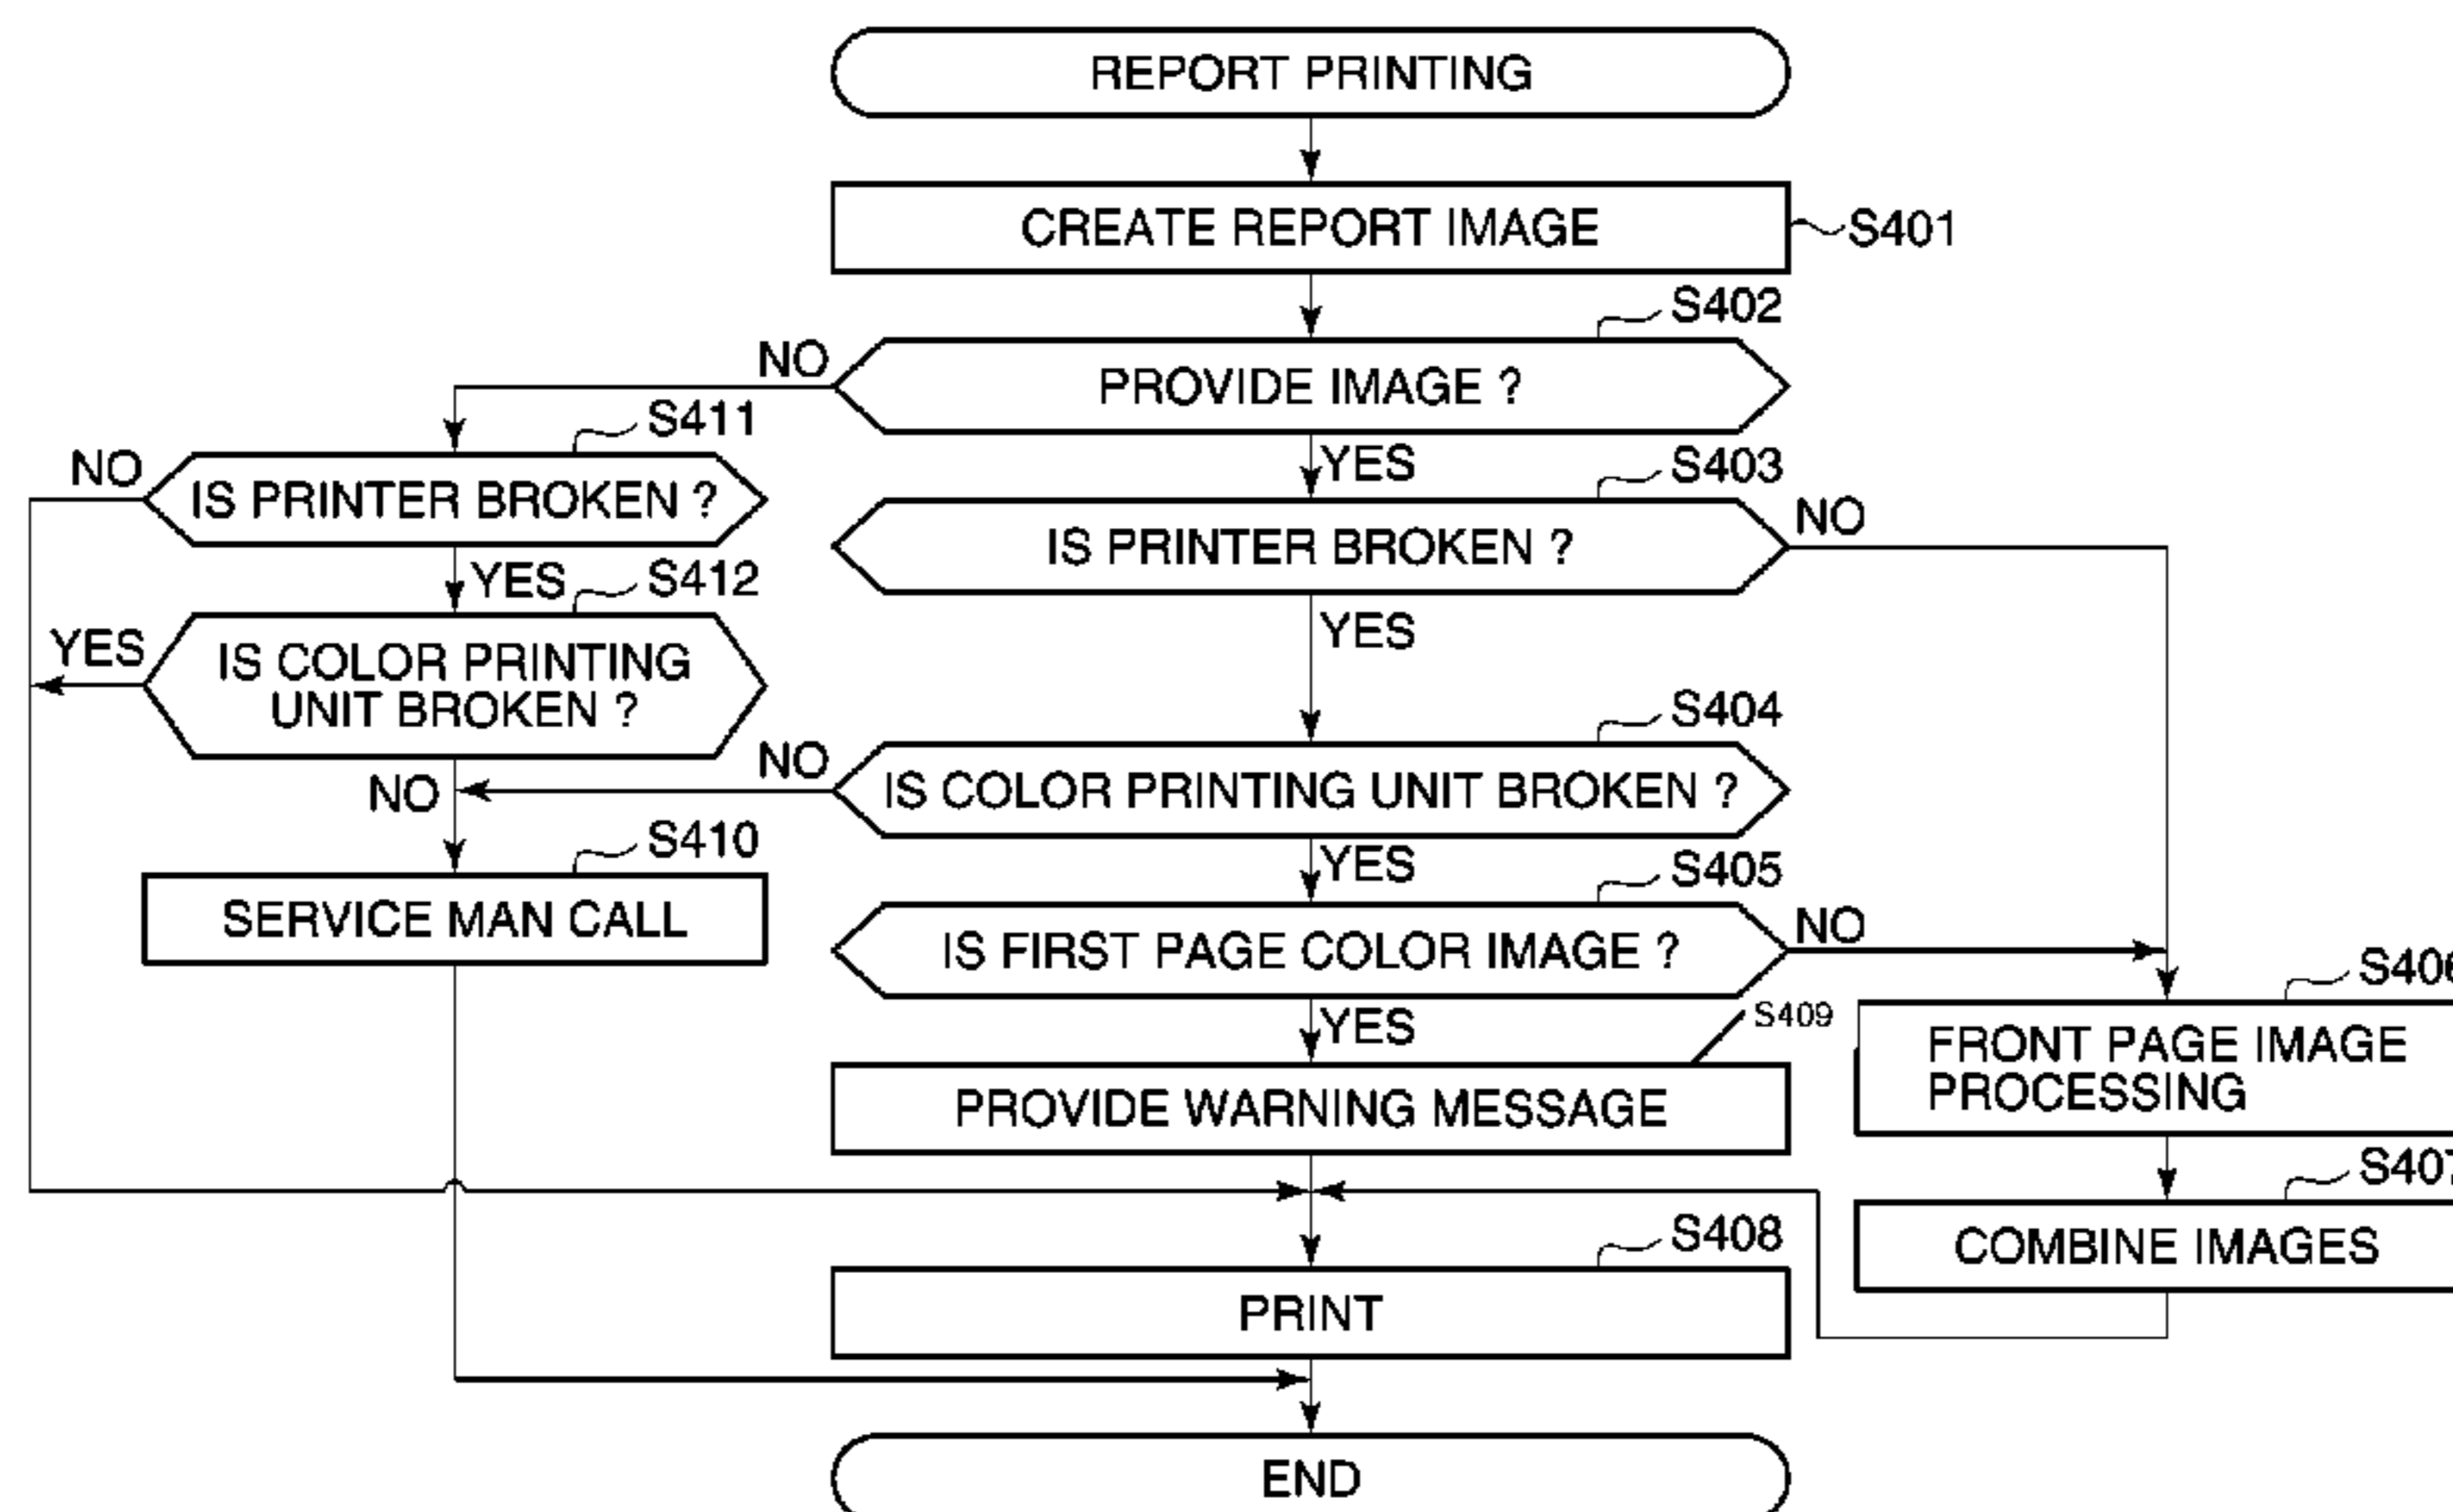 REPORT PRINTING
CREATE REPORT IMAGE
S401
S402
NO
PROVIDE IMAGE ?
S411
YES
S403
NO
IS PRINTER BROKEN ?
IS PRINTER BROKEN ?
NO
YES
S412
YES
YES
IS COLOR PRINTING
UNIT BROKEN ?
S404
NO
NO
IS COLOR PRINTING UNIT BROKEN ?
S410
YES
S405
SERVICE MAN CALL
IS FIRST PAGE COLOR IMAGE ?
NO
S406
YES
S409
FRONT PAGE IMAGE
PROCESSING
PROVIDE WARNING MESSAGE
S407
S408
COMBINE IMAGES
PRINT
END